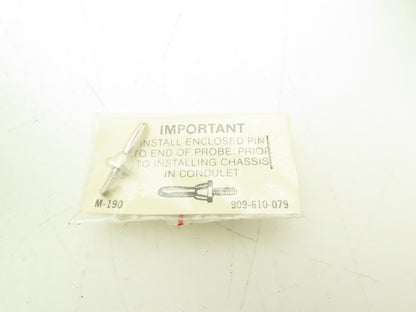 IMPORTANT
INSTALL ENCLOSED PIN
TO END OF PROBE, PRIOR
TO INSTALLING CHASSIS
IN CONDULET
M-190 909-610-079